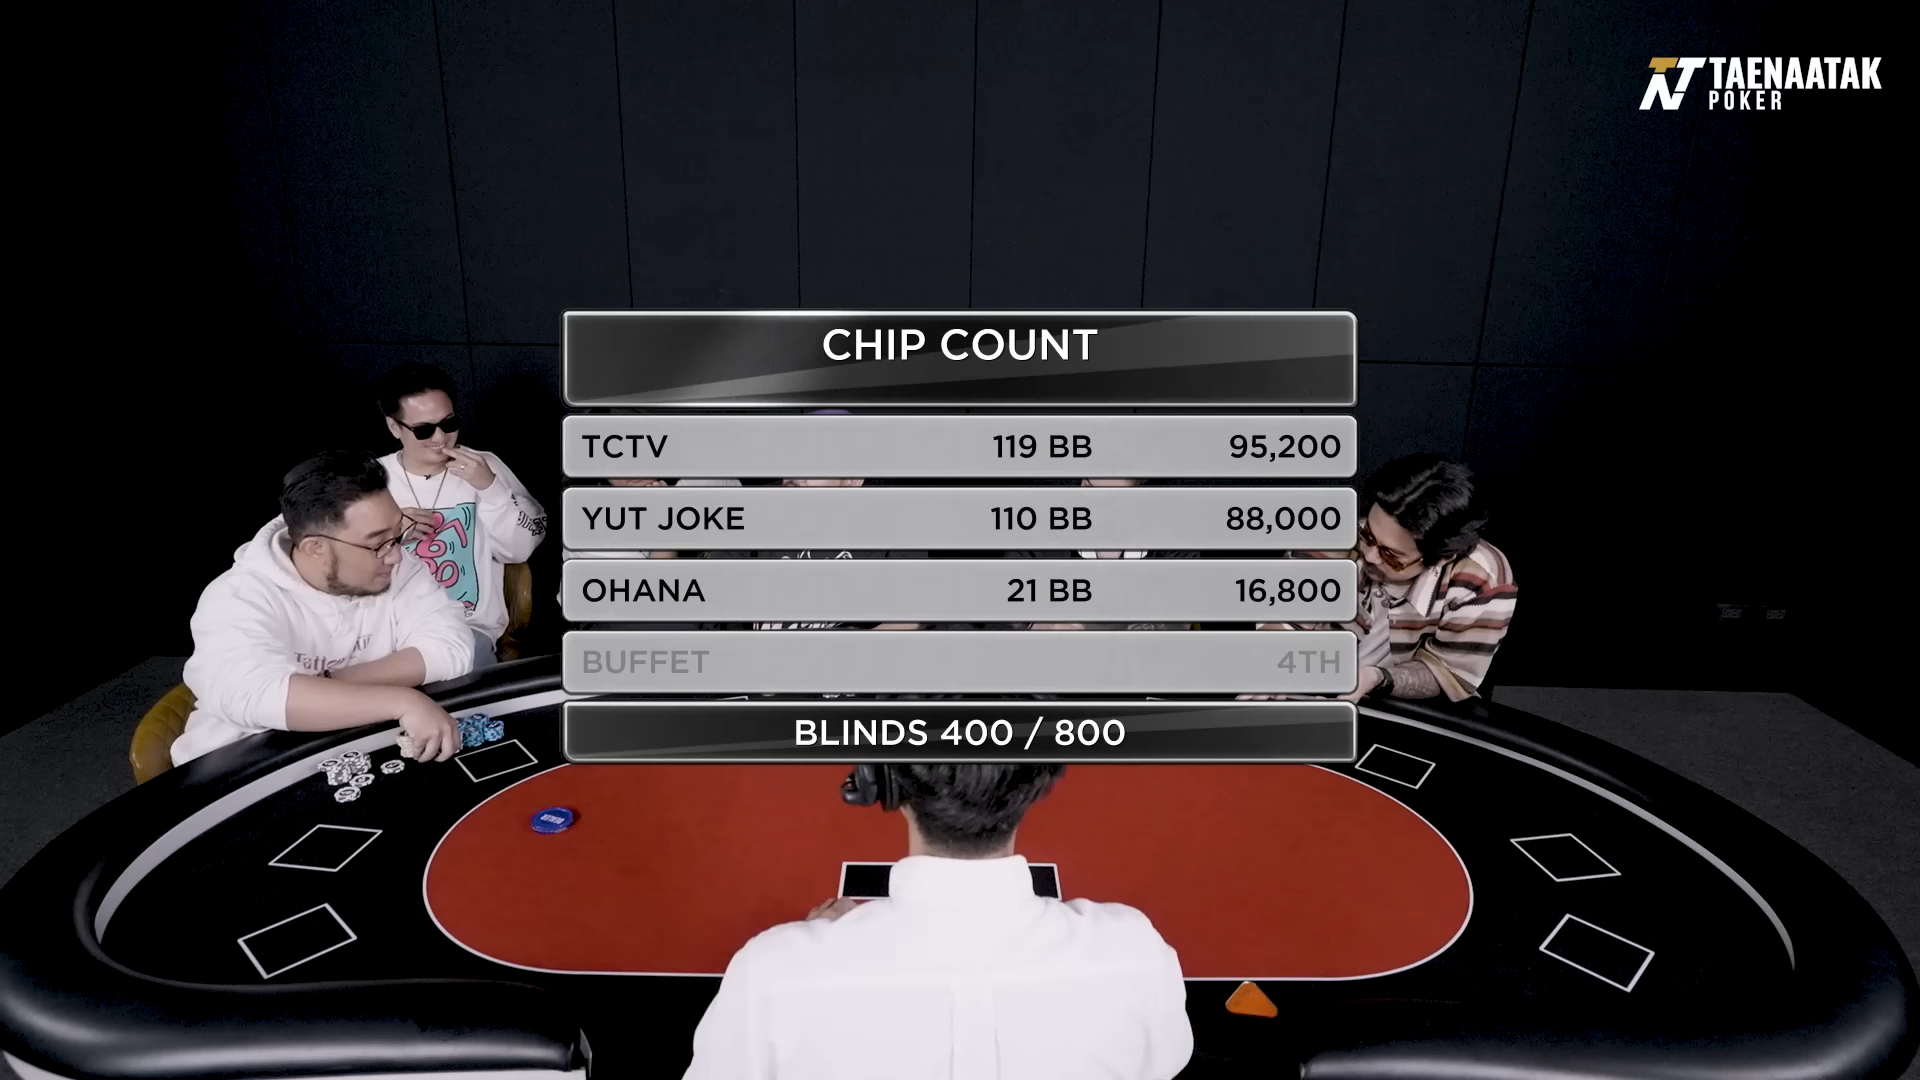 TAENAATAK
POKER
CHIP COUNT
TCTV 119 BB 95,200
YUT JOKE 110 BB 88,000
OHANA 21 BB 16,800
BUFFET 4TH
BLINDS 400 / 800